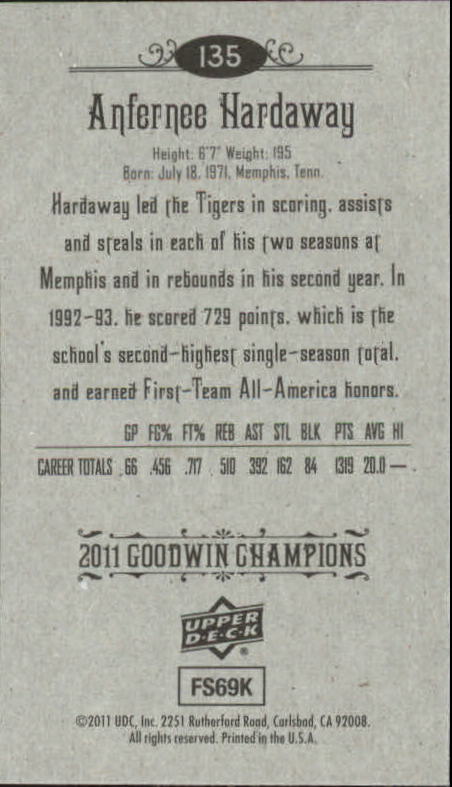 135
Anfernee Hardaway
Height: 6'7" Weight: 195
Born: July 18, 1971, Memphis, Tenn.
Hardaway led the Tigers in scoring, assists
and steals in each of his two seasons at
Memphis and in rebounds in his second year. In
1992-93, he scored 729 points, which is the
school's second-highest single-season total,
and earned First-Team All-America honors.
GP FG% FT% REB AST STL BLK PTS AVG HI
CAREER TOTALS 66 .456 .717 510 392 162 84 1319 20.0 —
2011 GOODWIN CHAMPIONS
UPPER
D·E·C·K
®
FS69K
©2011 UDC, Inc. 2251 Rutherford Road, Carlsbad, CA 92008.
All rights reserved. Printed in the U.S.A.